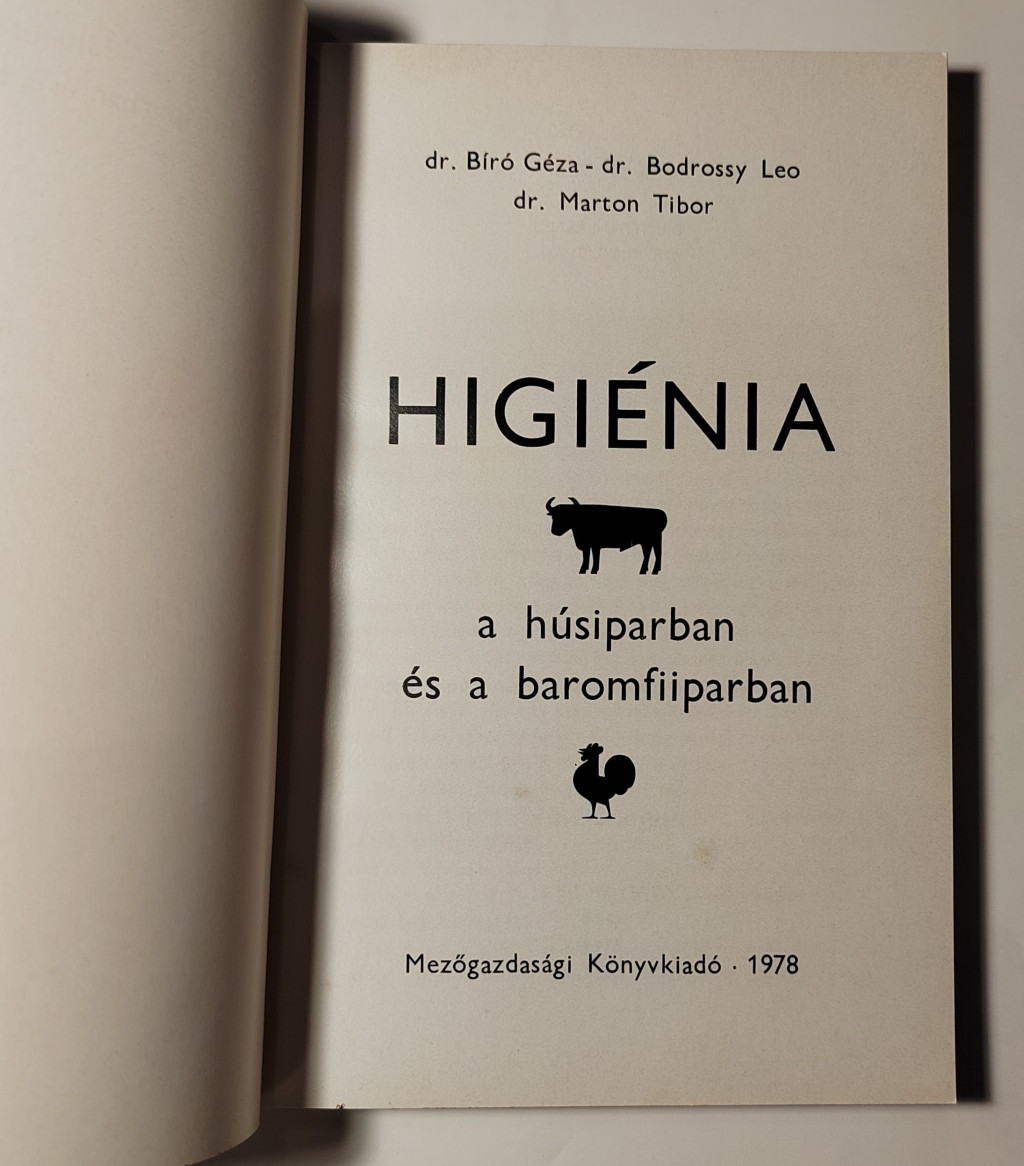 dr. Bíró Géza - dr. Bodrossy Leo
dr. Marton Tibor
HIGIÉNIA
a húsiparban
és a baromfiiparban
Mezőgazdasági Könyvkiadó · 1978